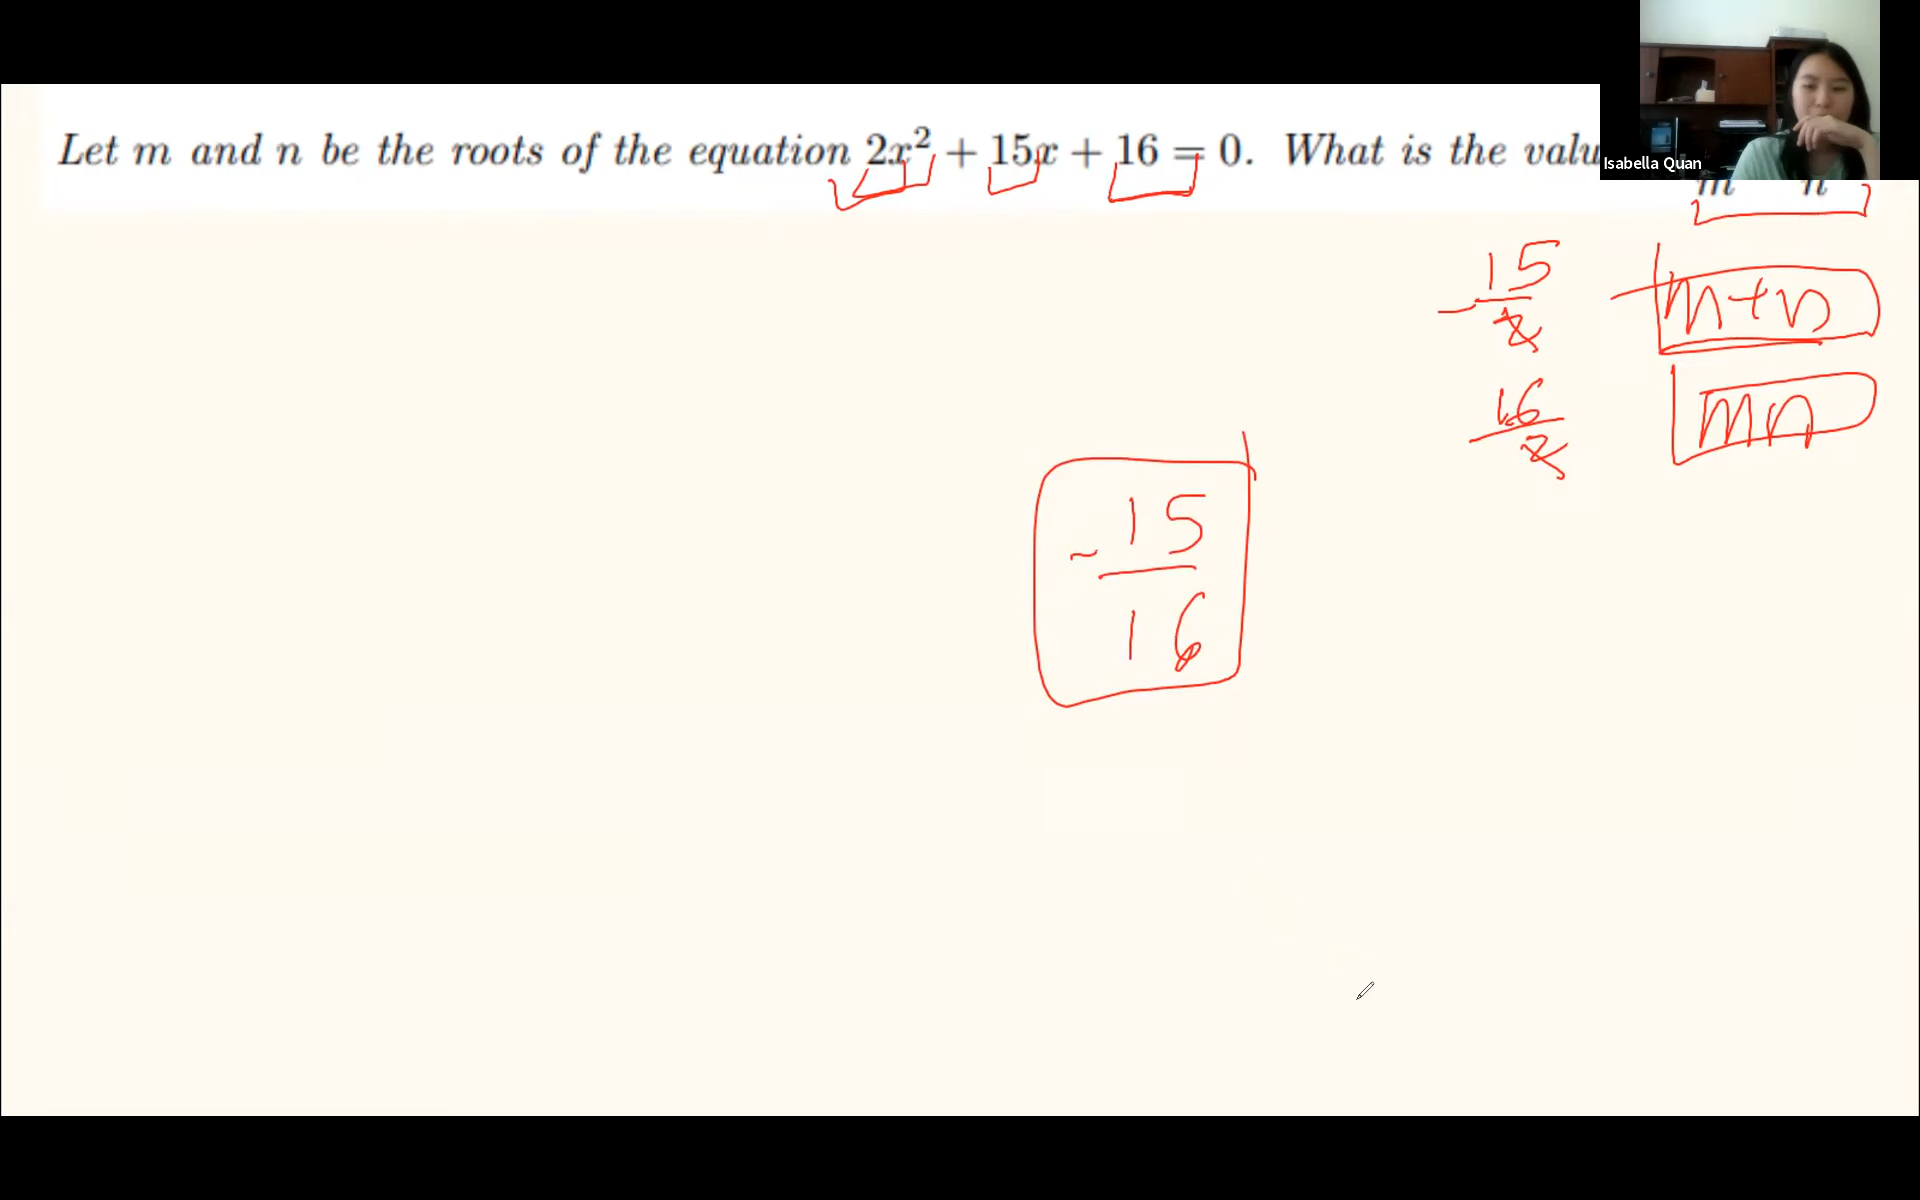 Let m and n be the roots of the equation 2x² + 15x + 16 = 0. What is the valu
Isabella Quan
m n
- 15
2
m+n
16
2
mn
- 15
16